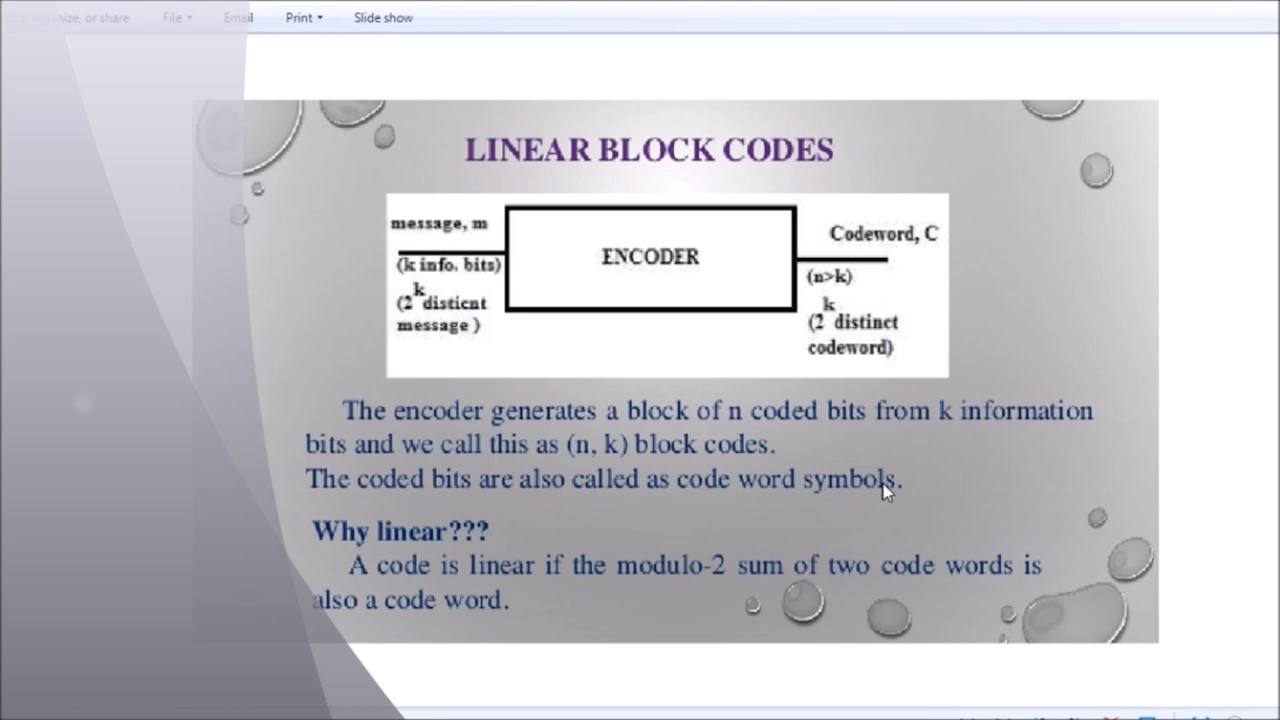 organize, or share File Email Print Slide show
LINEAR BLOCK CODES
message, m
(k info. bits)
(2^k disticnt
message )
ENCODER
Codeword, C
(n>k)
(2^k distinct
codeword)
The encoder generates a block of n coded bits from k information
bits and we call this as (n, k) block codes.
The coded bits are also called as code word symbols.
Why linear???
A code is linear if the modulo-2 sum of two code words is
also a code word.